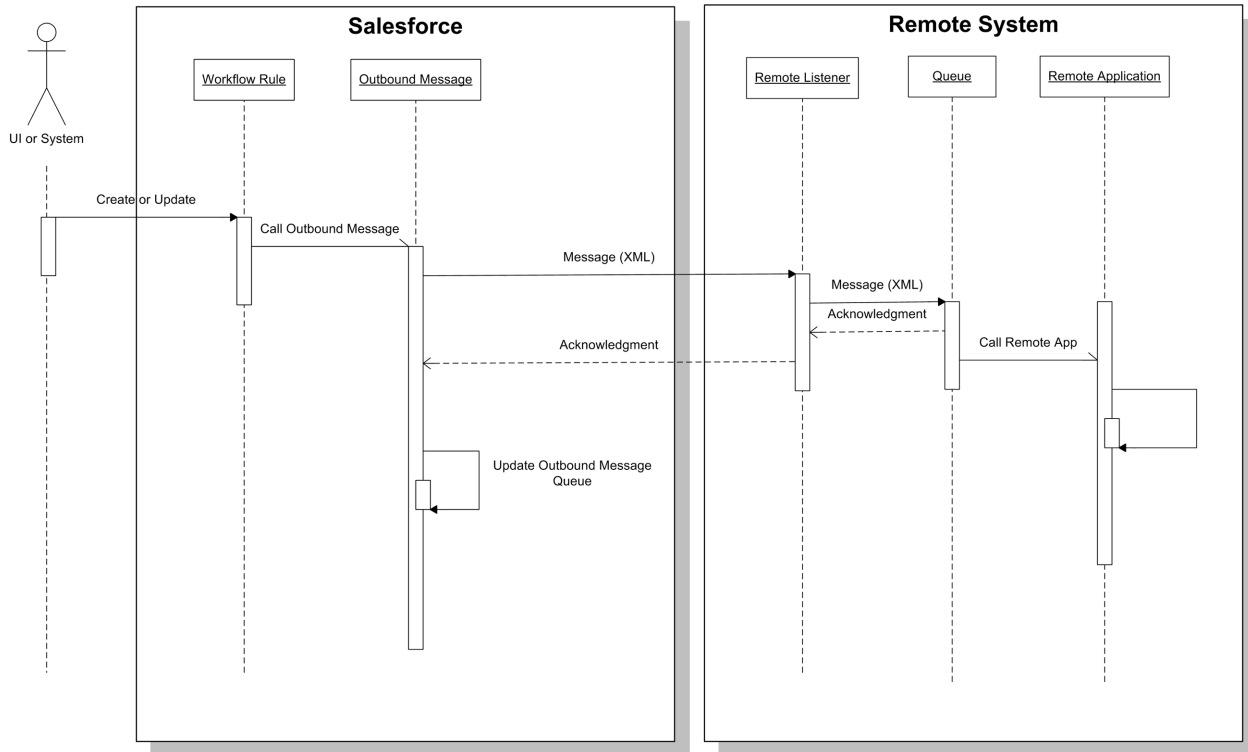 Salesforce
Remote System
Workflow Rule
Outbound Message
Remote Listener
Queue
Remote Application
UI or System
Create or Update
Call Outbound Message
Message (XML)
Message (XML)
Acknowledgment
Acknowledgment
Call Remote App
Update Outbound Message
Queue